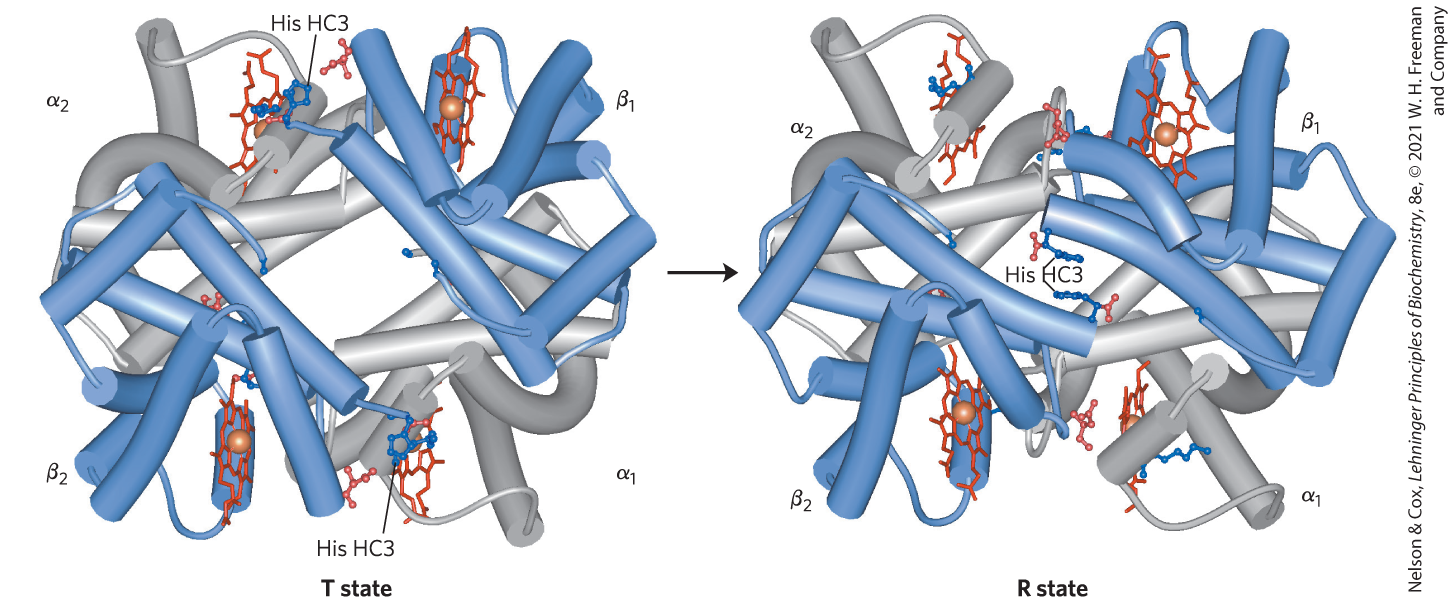 His HC3
α2
β1
β2
α1
His HC3
T state
α2
β1
His HC3
β2
α1
R state
Nelson & Cox, Lehninger Principles of Biochemistry, 8e, © 2021 W. H. Freeman
and Company